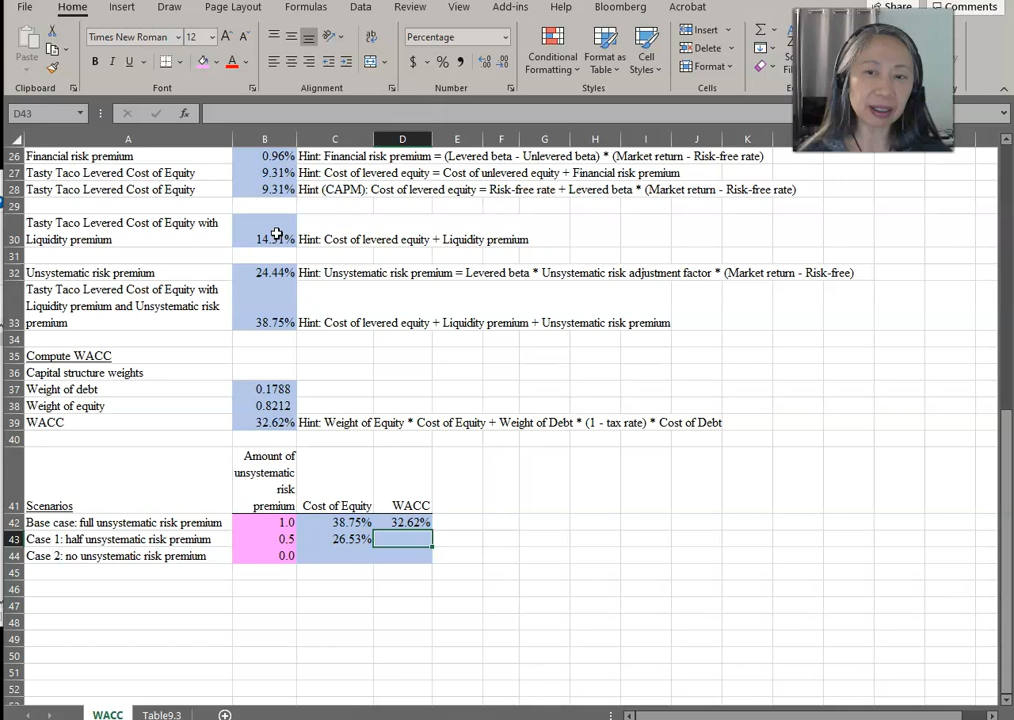 File Home Insert Draw Page Layout Formulas Data Review View Add-ins Help Bloomberg Acrobat Share Comments
Paste Times New Roman 12 A A Percentage Conditional Formatting Format as Table Cell Styles Insert
B I U A $ % Delete
Format
Clipboard Font Alignment Number Styles Cells
D43 fx
A B C D E F G H I J K
26 Financial risk premium 0.96% Hint: Financial risk premium = (Levered beta - Unlevered beta) * (Market return - Risk-free rate)
27 Tasty Taco Levered Cost of Equity 9.31% Hint: Cost of levered equity = Cost of unlevered equity + Financial risk premium
28 Tasty Taco Levered Cost of Equity 9.31% Hint (CAPM): Cost of levered equity = Risk-free rate + Levered beta * (Market return - Risk-free rate)
29
Tasty Taco Levered Cost of Equity with
30 Liquidity premium 14.31% Hint: Cost of levered equity + Liquidity premium
31
32 Unsystematic risk premium 24.44% Hint: Unsystematic risk premium = Levered beta * Unsystematic risk adjustment factor * (Market return - Risk-free)
Tasty Taco Levered Cost of Equity with
Liquidity premium and Unsystematic risk
33 premium 38.75% Hint: Cost of levered equity + Liquidity premium + Unsystematic risk premium
34
35 Compute WACC
36 Capital structure weights
37 Weight of debt 0.1788
38 Weight of equity 0.8212
39 WACC 32.62% Hint: Weight of Equity * Cost of Equity + Weight of Debt * (1 - tax rate) * Cost of Debt
40
Amount of
unsystematic
risk
41 Scenarios premium Cost of Equity WACC
42 Base case: full unsystematic risk premium 1.0 38.75% 32.62%
43 Case 1: half unsystematic risk premium 0.5 26.53%
44 Case 2: no unsystematic risk premium 0.0
45
46
47
48
49
50
51
52
WACC Table9.3